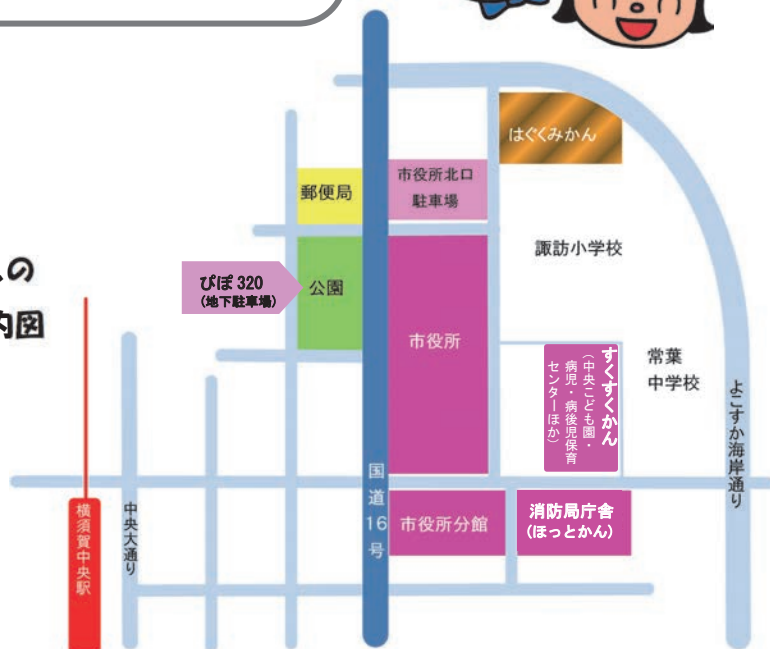 はぐくみかん
郵便局
市役所北口
駐車場
諏訪小学校
の
図
ぴぽ320
(地下駐車場)
公園
市役所
すくすくかん
(中央こども園・
病児・病後児保育
センターほか)
常葉
中学校
よこすか海岸通り
国道16号
横須賀中央駅
中央大通り
市役所分館
消防局庁舎
(ほっとかん)